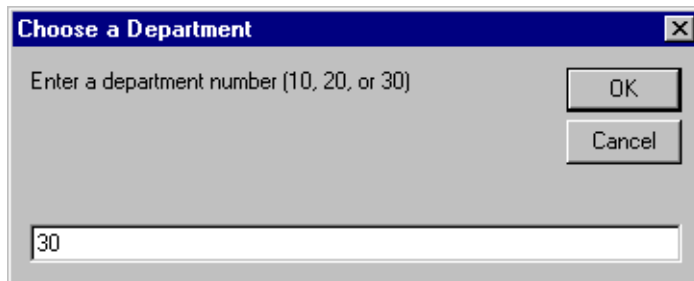 Choose a Department
Enter a department number (10, 20, or 30)
OK
Cancel
30